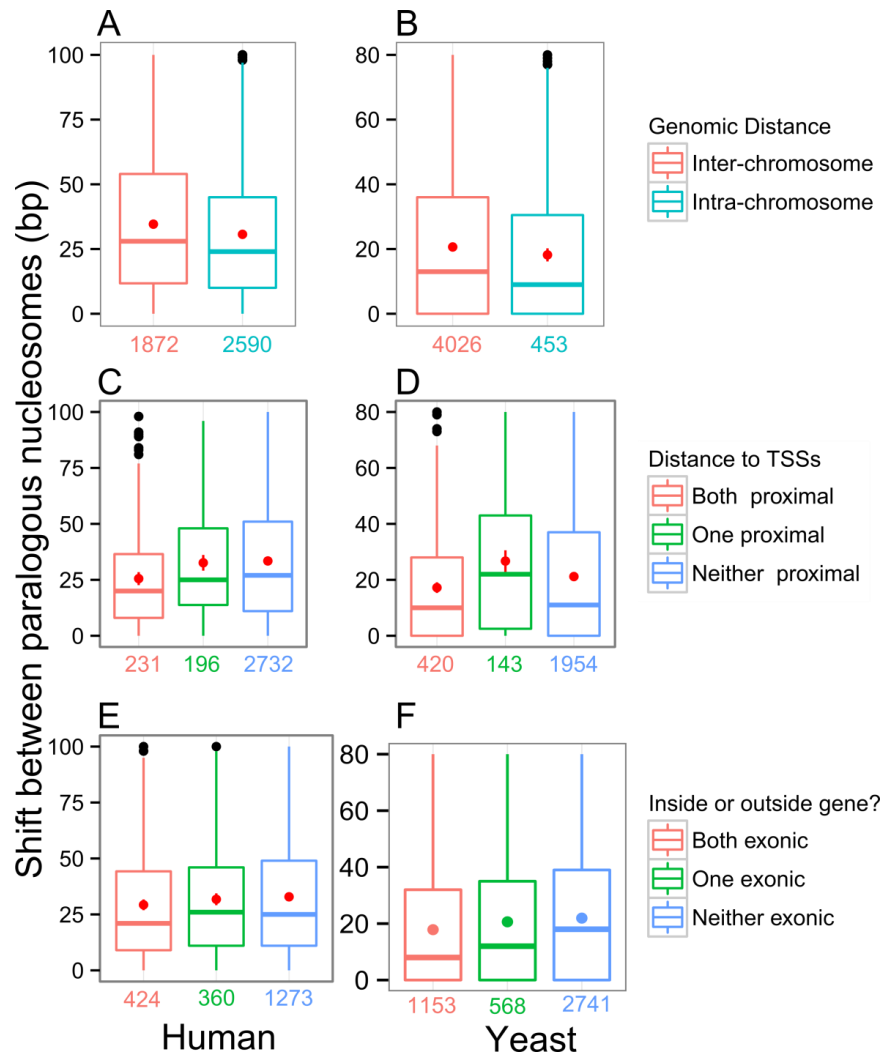 Shift between paralogous nucleosomes (bp)
A
100
75
50
25
0
1872 2590
B
80
60
40
20
0
4026 453
Genomic Distance
Inter-chromosome
Intra-chromosome
C
100
75
50
25
0
231 196 2732
D
80
60
40
20
0
420 143 1954
Distance to TSSs
Both proximal
One proximal
Neither proximal
E
100
75
50
25
0
424 360 1273
Human
F
80
60
40
20
0
1153 568 2741
Yeast
Inside or outside gene?
Both exonic
One exonic
Neither exonic